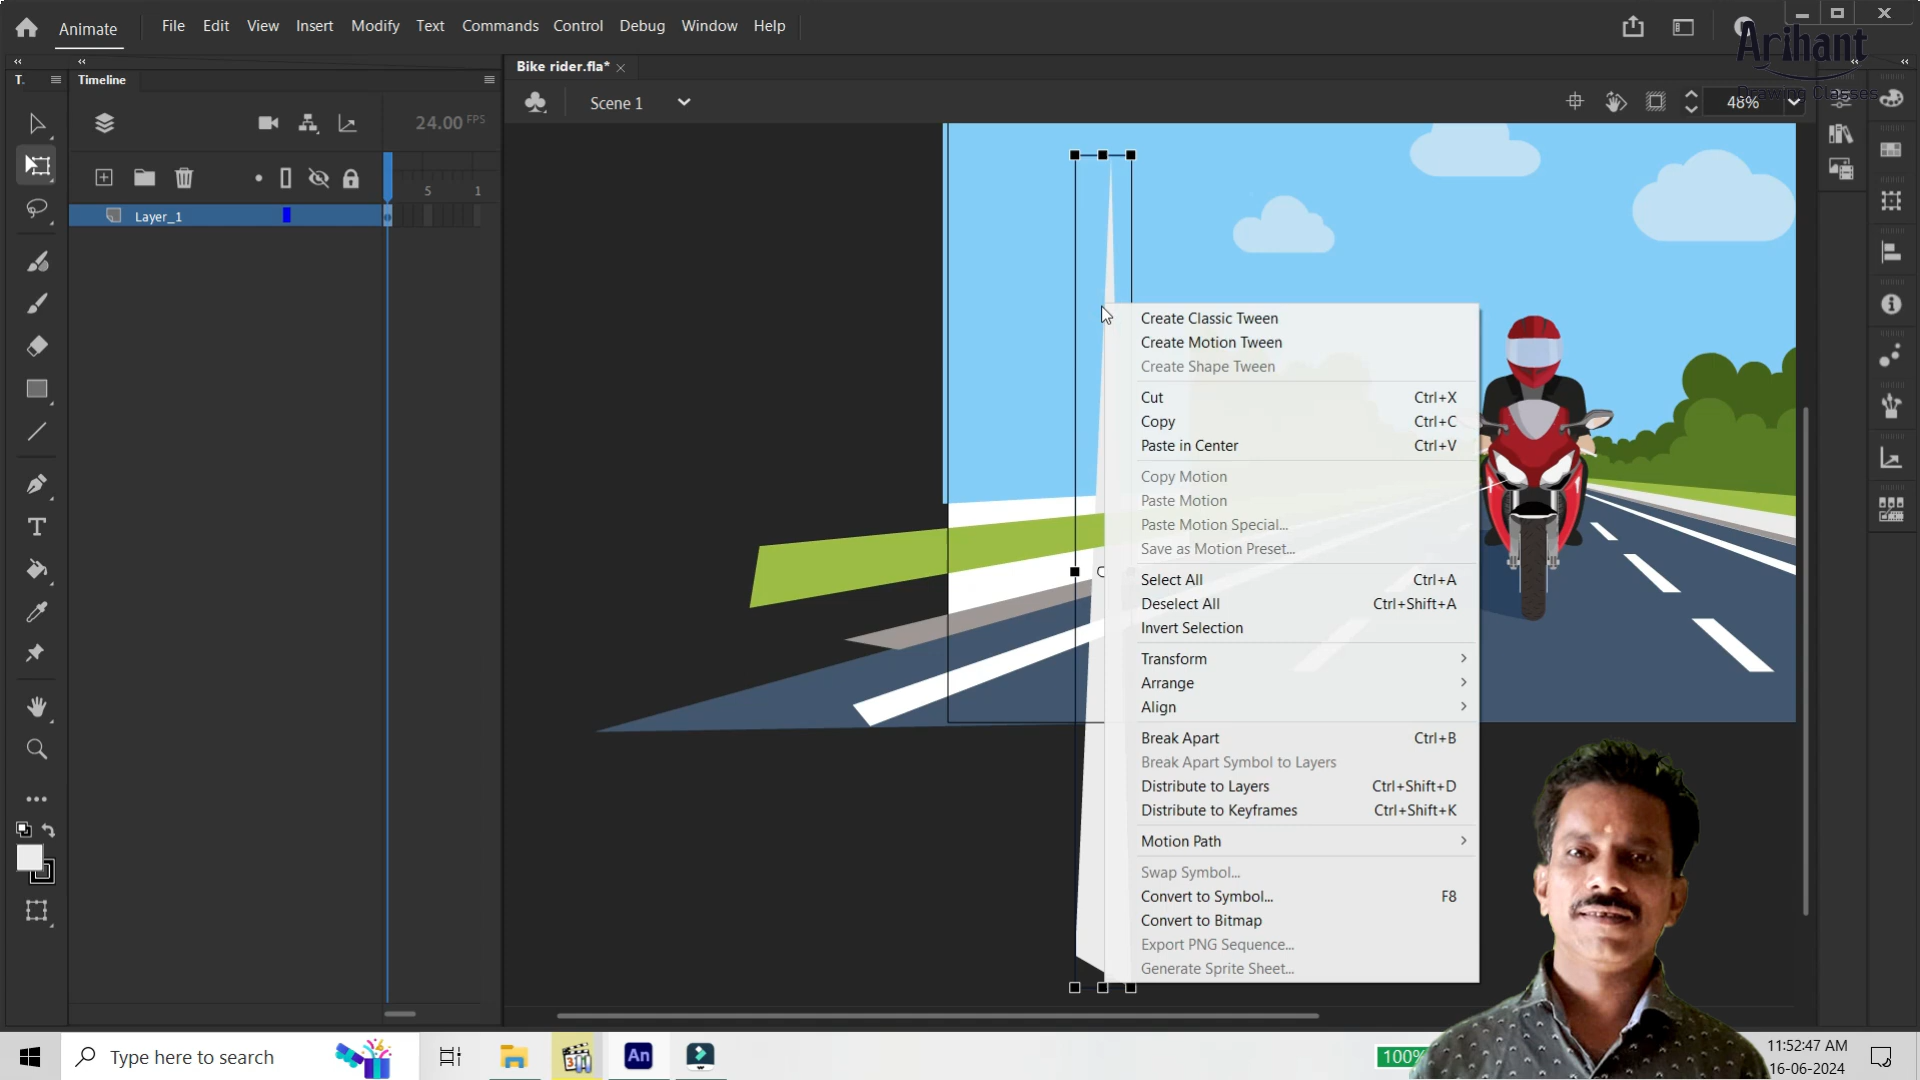 Animate
File Edit View Insert Modify Text Commands Control Debug Window Help
Arihant
Drawing Classes
T.
Timeline
Bike rider.fla*
Scene 1
48%
24.00 FPS
5 1
Layer_1
Create Classic Tween
Create Motion Tween
Create Shape Tween
Cut Ctrl+X
Copy Ctrl+C
Paste in Center Ctrl+V
Copy Motion
Paste Motion
Paste Motion Special...
Save as Motion Preset...
Select All Ctrl+A
Deselect All Ctrl+Shift+A
Invert Selection
Transform
Arrange
Align
Break Apart Ctrl+B
Break Apart Symbol to Layers
Distribute to Layers Ctrl+Shift+D
Distribute to Keyframes Ctrl+Shift+K
Motion Path
Swap Symbol...
Convert to Symbol... F8
Convert to Bitmap
Export PNG Sequence...
Generate Sprite Sheet...
Type here to search
An
100%
11:52:47 AM
16-06-2024